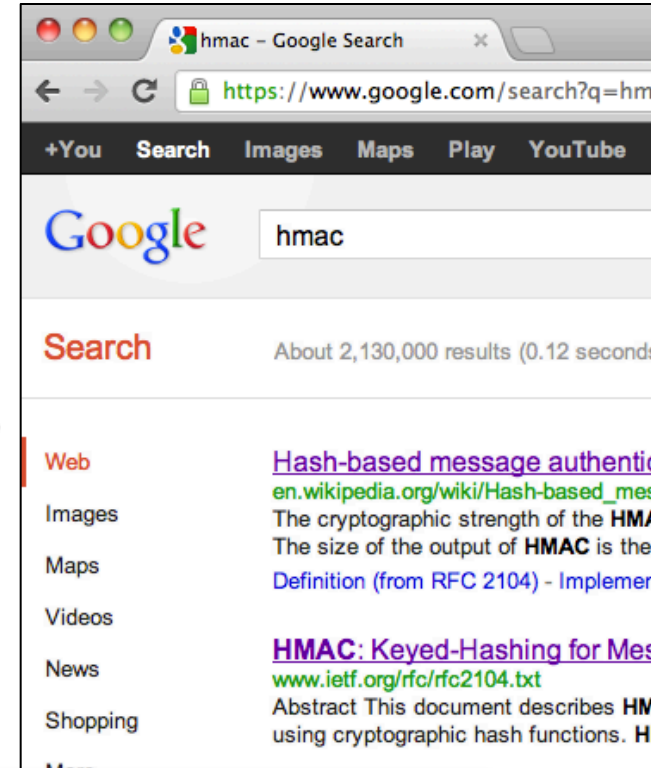 hmac – Google Search
https://www.google.com/search?q=hm
+You Search Images Maps Play YouTube
Google
hmac
Search
About 2,130,000 results (0.12 seconds
Web
Images
Maps
Videos
News
Shopping
Hash-based message authentic
en.wikipedia.org/wiki/Hash-based_mes
The cryptographic strength of the HMA
The size of the output of HMAC is the
Definition (from RFC 2104) - Implemen
HMAC: Keyed-Hashing for Mes
www.ietf.org/rfc/rfc2104.txt
Abstract This document describes HM
using cryptographic hash functions. H